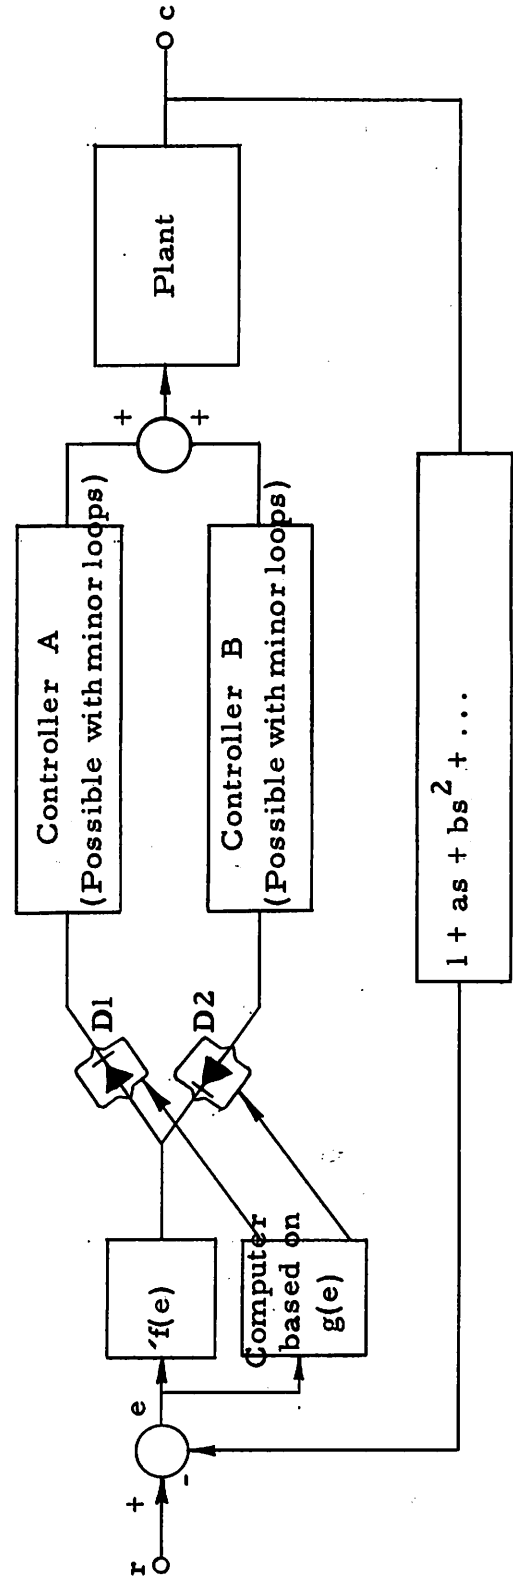 r
+
-
e
'f(e)
Computer
based on
g(e)
D1
D2
Controller A
(Possible with minor loops)
Controller B
(Possible with minor loops)
+
+
Plant
c
1 + as + bs² + ...